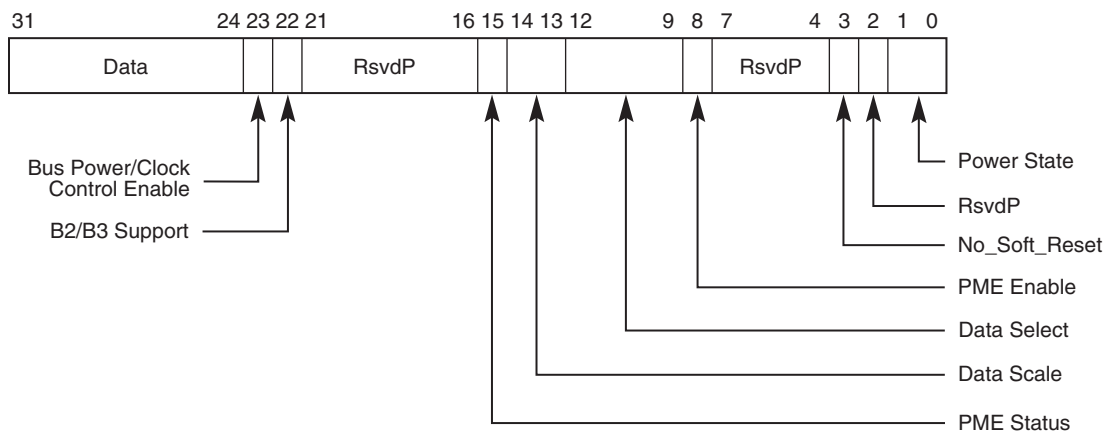 31 24 23 22 21 16 15 14 13 12 9 8 7 4 3 2 1 0
Data RsvdP RsvdP
Bus Power/Clock
Control Enable
B2/B3 Support
Power State
RsvdP
No_Soft_Reset
PME Enable
Data Select
Data Scale
PME Status